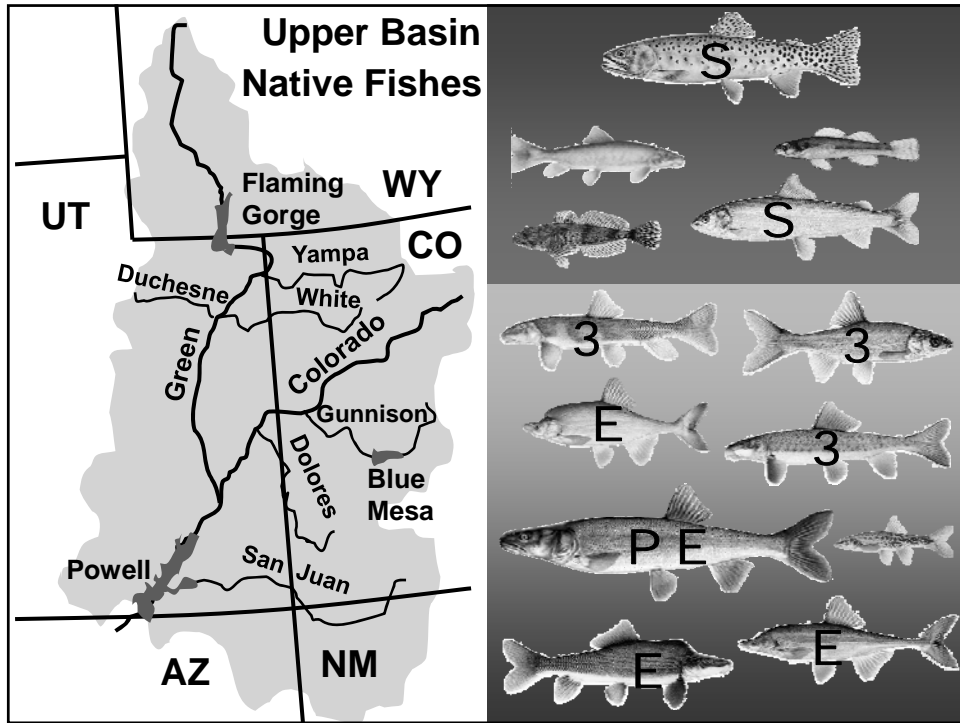 Upper Basin
Native Fishes
Flaming
Gorge
WY
UT
CO
Yampa
Duchesne
White
Green
Colorado
Gunnison
Dolores
Blue
Mesa
Powell
San Juan
AZ
NM
S
S
3
3
E
3
P E
E
E